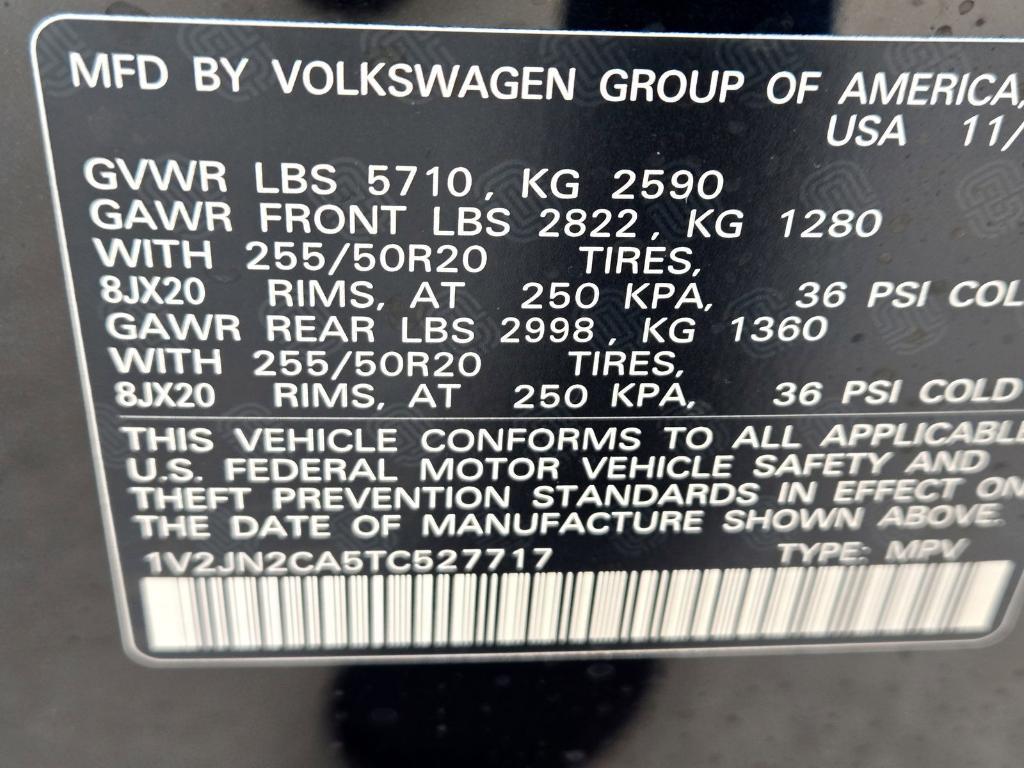 MFD BY VOLKSWAGEN GROUP OF AMERICA,
USA 11/
GVWR LBS 5710, KG 2590
GAWR FRONT LBS 2822, KG 1280
WITH 255/50R20 TIRES,
8JX20 RIMS, AT 250 KPA, 36 PSI COL
GAWR REAR LBS 2998, KG 1360
WITH 255/50R20 TIRES,
8JX20 RIMS, AT 250 KPA, 36 PSI COLD
THIS VEHICLE CONFORMS TO ALL APPLICABLE
U.S. FEDERAL MOTOR VEHICLE SAFETY AND
THEFT PREVENTION STANDARDS IN EFFECT ON
THE DATE OF MANUFACTURE SHOWN ABOVE.
1V2JN2CA5TC527717 TYPE: MPV